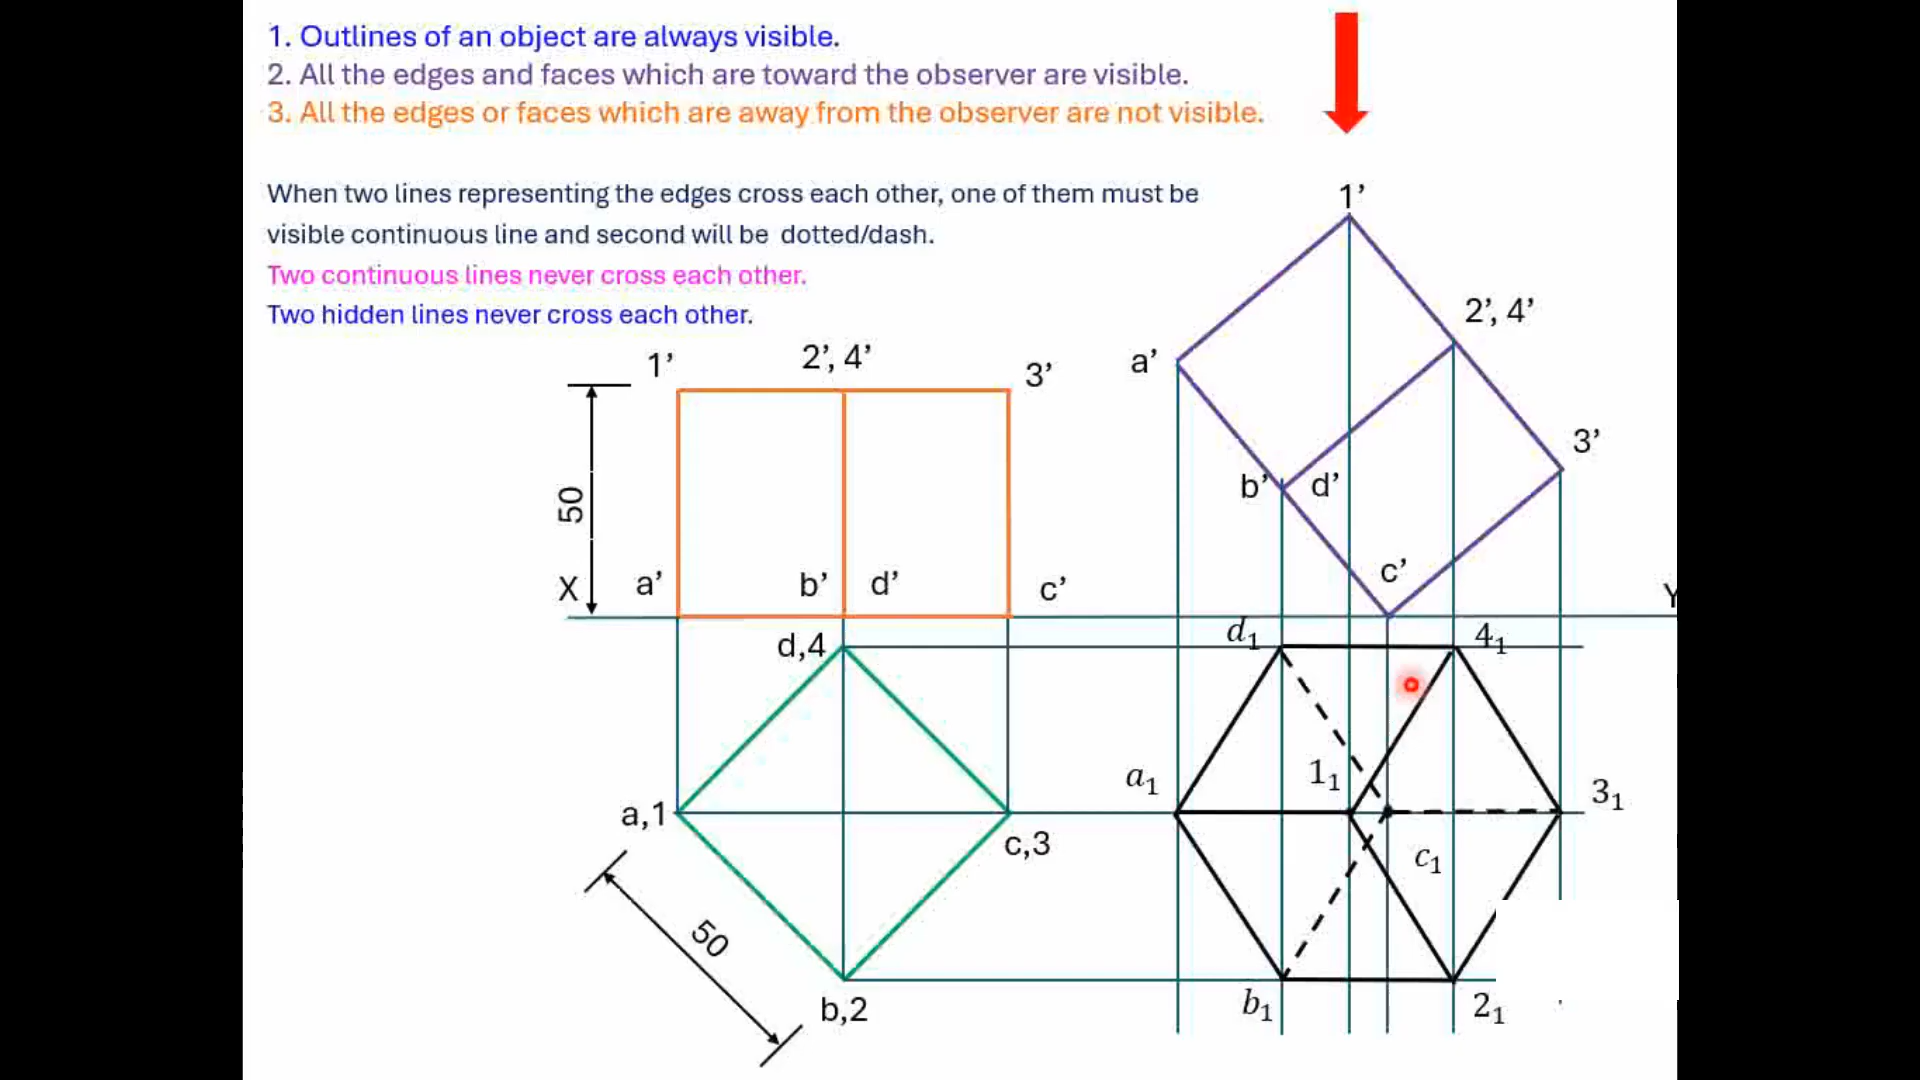 1. Outlines of an object are always visible.
2. All the edges and faces which are toward the observer are visible.
3. All the edges or faces which are away from the observer are not visible.
When two lines representing the edges cross each other, one of them must be
visible continuous line and second will be dotted/dash.
Two continuous lines never cross each other.
Two hidden lines never cross each other.
1’
2’, 4’
a’
3’
b’ d’
c’
1’ 2’, 4’ 3’
50
X a’ b’ d’ c’ Y
d,4
a,1
c,3
b,2
50
d₁ 4₁
a₁ 1₁ 3₁
c₁
b₁ 2₁